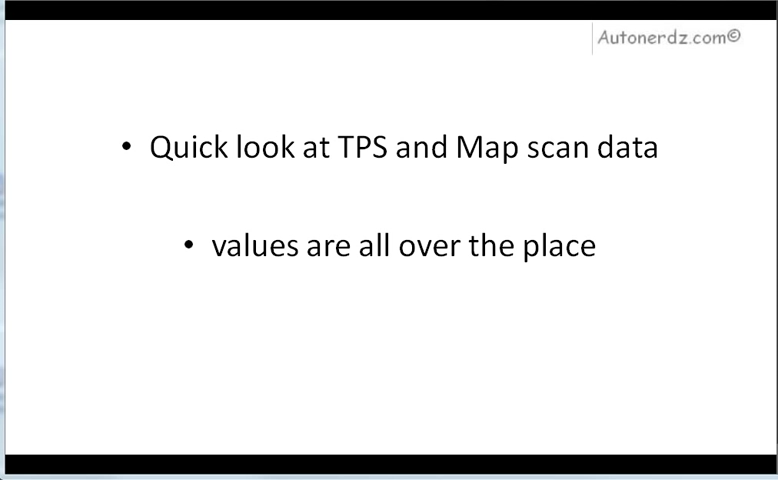 Autonerdz.com©
• Quick look at TPS and Map scan data
• values are all over the place